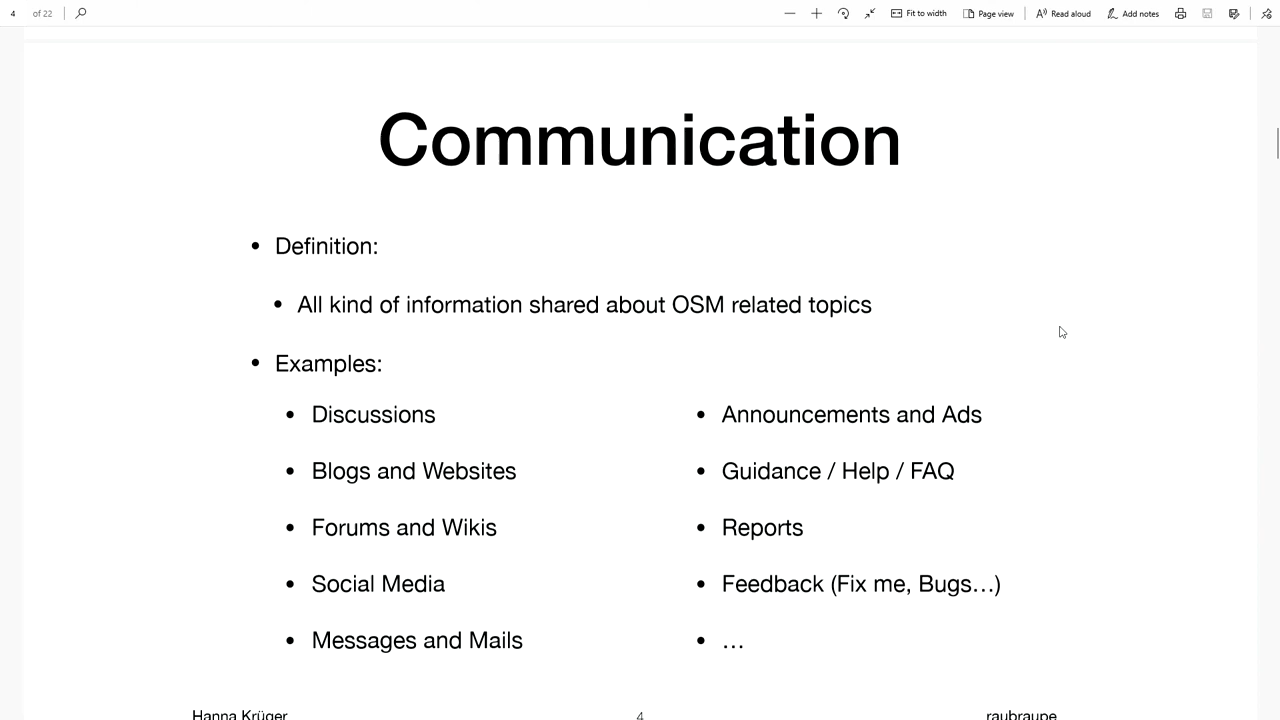 4 of 22 Fit to width Page view Read aloud Add notes
Communication
• Definition:
• All kind of information shared about OSM related topics
• Examples:
• Discussions
• Blogs and Websites
• Forums and Wikis
• Social Media
• Messages and Mails
• Announcements and Ads
• Guidance / Help / FAQ
• Reports
• Feedback (Fix me, Bugs…)
• …
Hanna Krüger 4 raubraupe